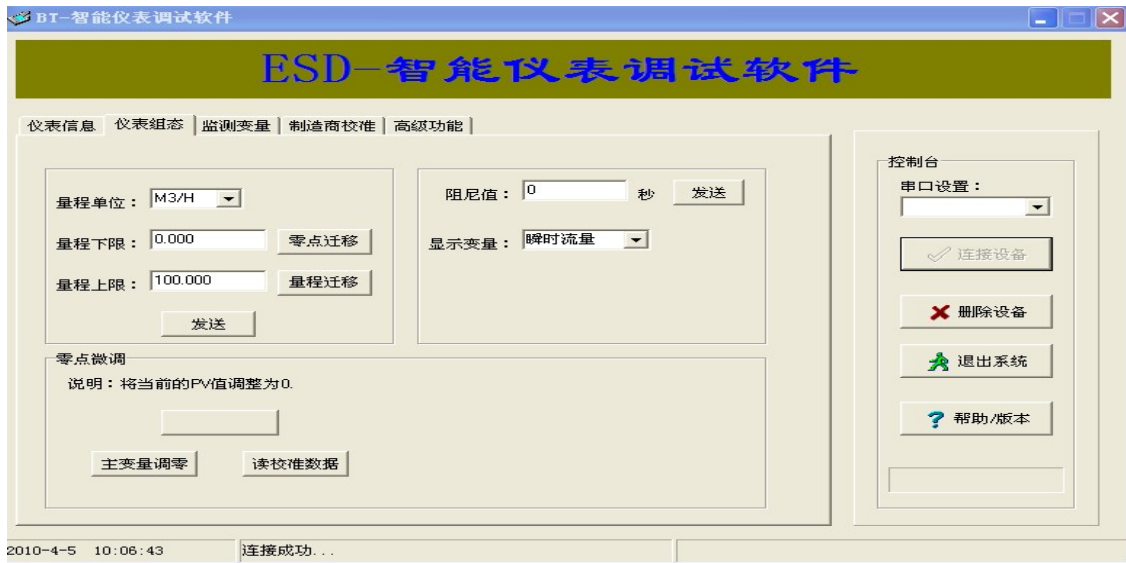 BT-智能仪表调试软件
ESD-智能仪表调试软件
仪表信息 仪表组态 监测变量 制造商校准 高级功能
量程单位： M3/H
量程下限： 0.000 零点迁移
量程上限： 100.000 量程迁移
发送
阻尼值： 0 秒 发送
显示变量： 瞬时流量
零点微调
说明：将当前的PV值调整为0.
主变量调零 读校准数据
控制台
串口设置：
连接设备
删除设备
退出系统
帮助/版本
2010-4-5 10:06:43 连接成功...